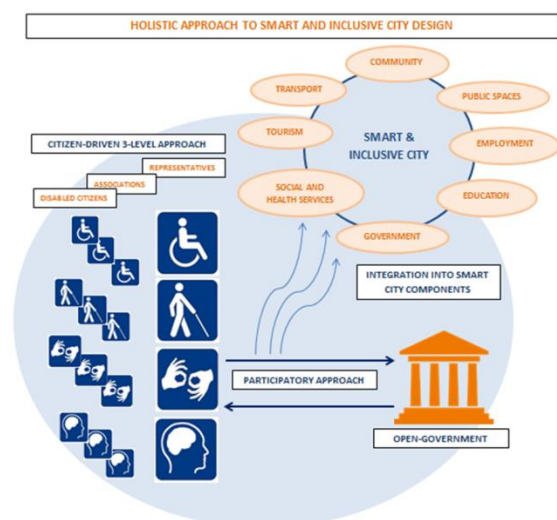 HOLISTIC APPROACH TO SMART AND INCLUSIVE CITY DESIGN
COMMUNITY
TRANSPORT
PUBLIC SPACES
TOURISM
SMART &
INCLUSIVE CITY
EMPLOYMENT
SOCIAL AND
HEALTH SERVICES
EDUCATION
GOVERNMENT
CITIZEN-DRIVEN 3-LEVEL APPROACH
REPRESENTATIVES
ASSOCIATIONS
DISABLED CITIZENS
INTEGRATION INTO SMART
CITY COMPONENTS
PARTICIPATORY APPROACH
OPEN-GOVERNMENT